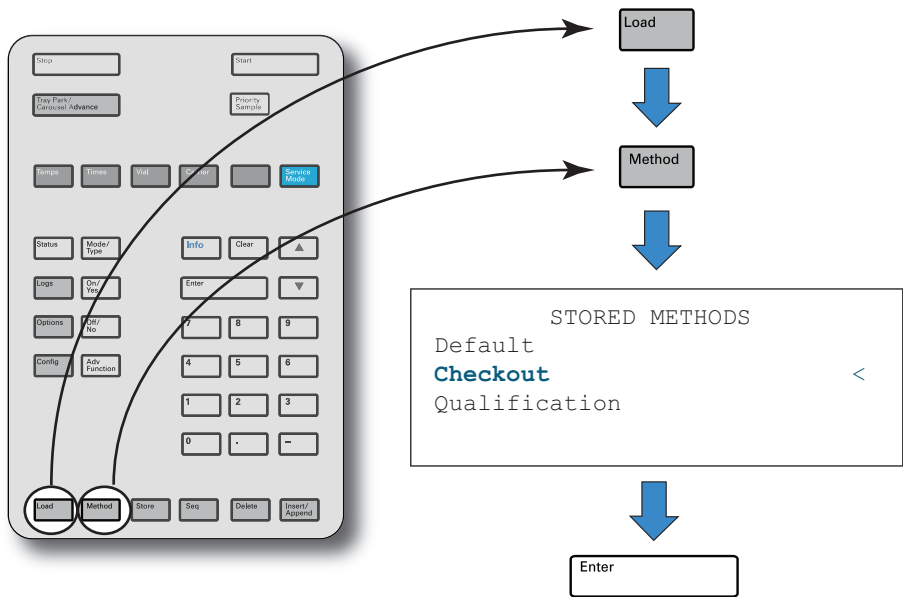 Stop
Start
Tray Park/
Carousel Advance
Priority
Sample
Temps
Times
Vial
Carrier
Service
Mode
Status
Mode/
Type
Info
Clear
▲
Logs
On/
Yes
Enter
▼
Options
Off/
No
7
8
9
Config
Adv
Function
4
5
6
1
2
3
0
.
–
Load
Method
Store
Seq
Delete
Insert/
Append
Load
Method
STORED METHODS
Default
Checkout <
Qualification
Enter